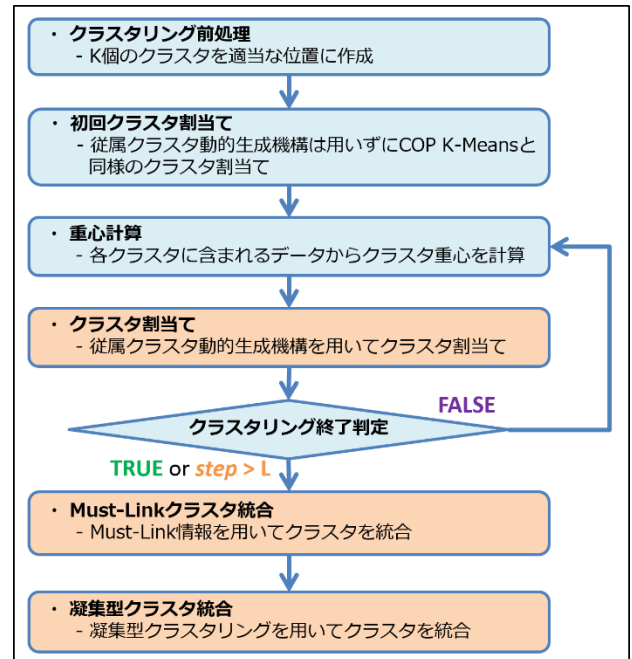 ・ クラスタリング前処理
- K個のクラスタを適当な位置に作成
・ 初回クラスタ割当て
- 従属クラスタ動的生成機構は用いずにCOP K-Meansと
同様のクラスタ割当て
・ 重心計算
- 各クラスタに含まれるデータからクラスタ重心を計算
・ クラスタ割当て
- 従属クラスタ動的生成機構を用いてクラスタ割当て
FALSE
クラスタリング終了判定
TRUE or step > L
・ Must-Linkクラスタ統合
- Must-Link情報を用いてクラスタを統合
・ 凝集型クラスタ統合
- 凝集型クラスタリングを用いてクラスタを統合